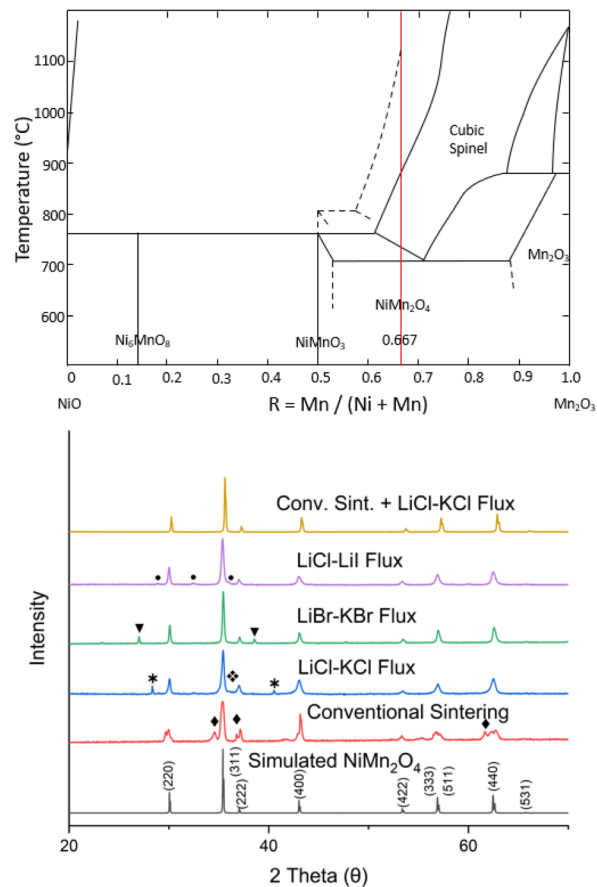 1100
1000
900
800
700
600
Temperature (°C)
Cubic
Spinel
Mn₂O₃
NiMn₂O₄
Ni₆MnO₈
NiMnO₃
0.667
0 0.1 0.2 0.3 0.4 0.5 0.6 0.7 0.8 0.9 1.0
NiO
R = Mn / (Ni + Mn)
Mn₂O₃
Conv. Sint. + LiCl-KCl Flux
LiCl-LiI Flux
LiBr-KBr Flux
LiCl-KCl Flux
Conventional Sintering
Simulated NiMn₂O₄
(220)
(311)
(222)
(400)
(422)
(333)
(511)
(440)
(531)
Intensity
20 40 60
2 Theta (θ)